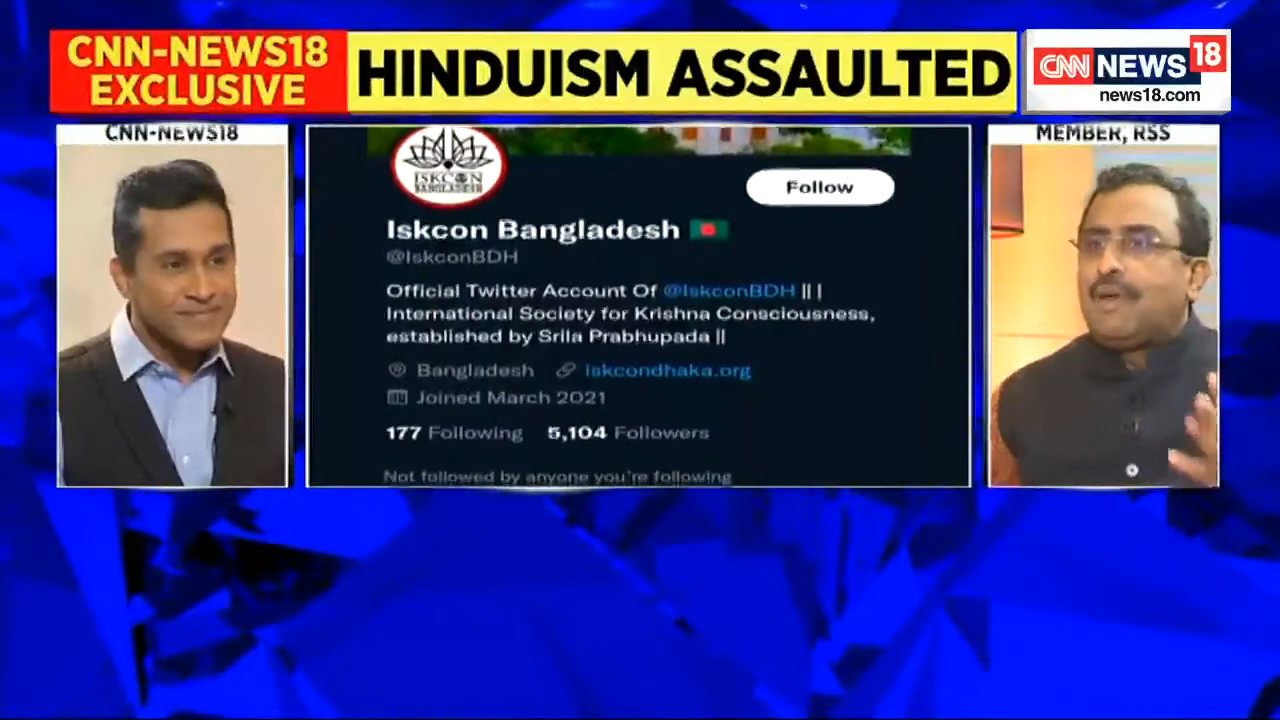 CNN-NEWS18
EXCLUSIVE
HINDUISM ASSAULTED
CNN NEWS 18
news18.com
CNN-NEWS18
ISKCON
BANGLADESH
Follow
Iskcon Bangladesh
@IskconBDH
Official Twitter Account Of @IskconBDH || |
International Society for Krishna Consciousness,
established by Srila Prabhupada ||
Bangladesh iskcondhaka.org
Joined March 2021
177 Following 5,104 Followers
Not followed by anyone you're following
MEMBER, RSS